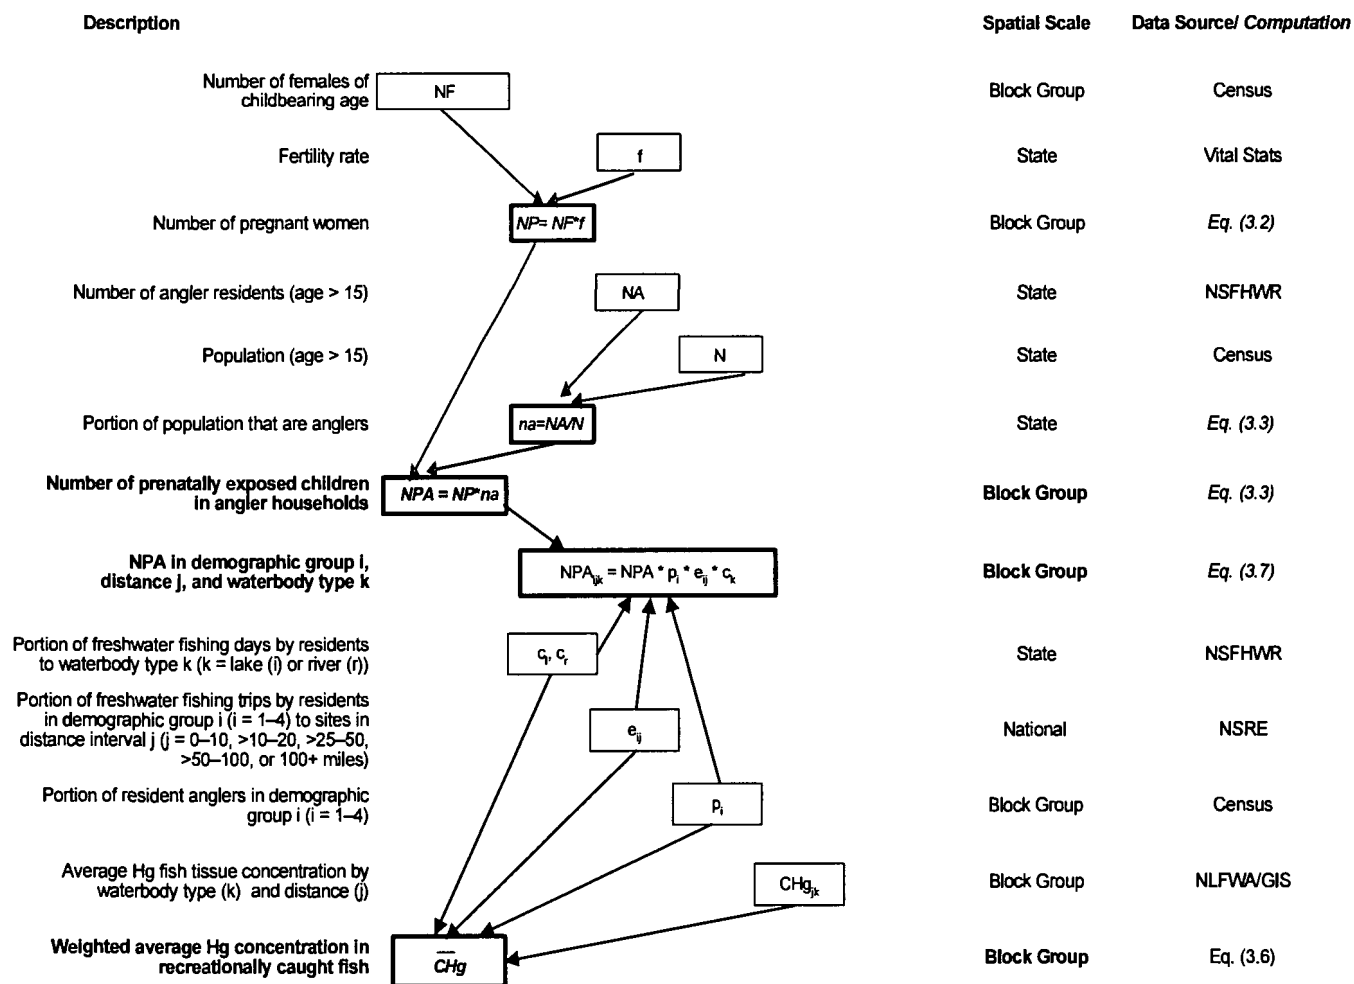 Description Spatial Scale Data Source/ Computation
Number of females of
childbearing age
NF
Block Group
Census
Fertility rate
f
State
Vital Stats
Number of pregnant women
NP= NF*f
Block Group
Eq. (3.2)
Number of angler residents (age > 15)
NA
State
NSFHWR
Population (age > 15)
N
State
Census
Portion of population that are anglers
na=NA/N
State
Eq. (3.3)
Number of prenatally exposed children
in angler households
NPA = NP*na
Block Group
Eq. (3.3)
NPA in demographic group i,
distance j, and waterbody type k
NPAijk = NPA * pi * eij * ck
Block Group
Eq. (3.7)
Portion of freshwater fishing days by residents
to waterbody type k (k = lake (i) or river (r))
cl, cr
State
NSFHWR
Portion of freshwater fishing trips by residents
in demographic group i (i = 1–4) to sites in
distance interval j (j = 0–10, >10–20, >25–50,
>50–100, or 100+ miles)
eij
National
NSRE
Portion of resident anglers in demographic
group i (i = 1–4)
pi
Block Group
Census
Average Hg fish tissue concentration by
waterbody type (k) and distance (j)
CHgjk
Block Group
NLFWA/GIS
Weighted average Hg concentration in
recreationally caught fish
CHg
Block Group
Eq. (3.6)